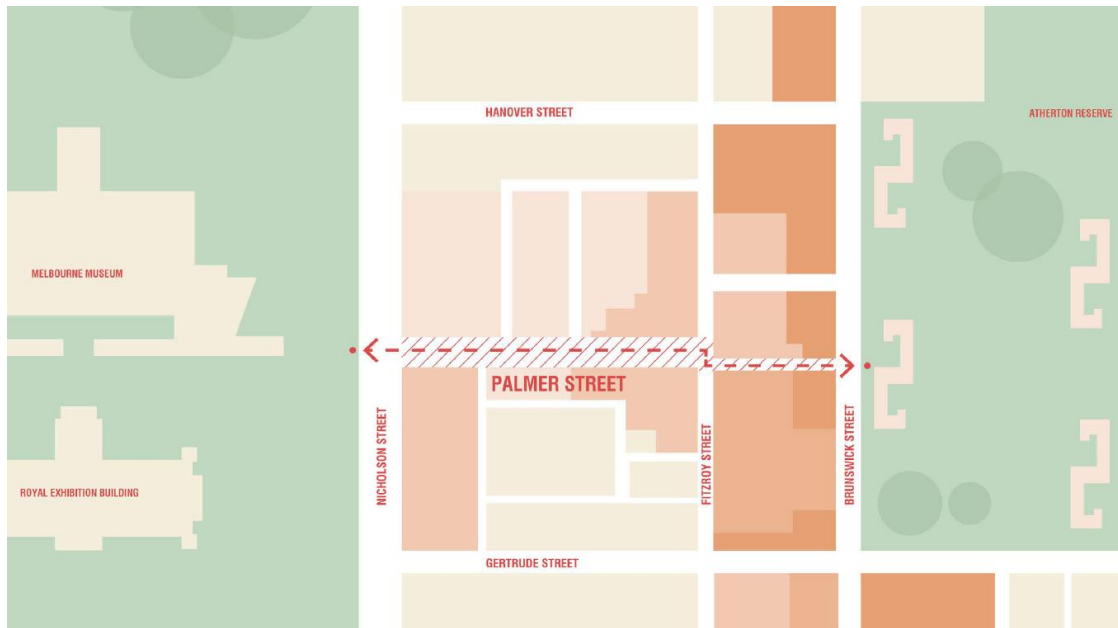 HANOVER STREET
ATHERTON RESERVE
MELBOURNE MUSEUM
PALMER STREET
NICHOLSON STREET
FITZROY STREET
BRUNSWICK STREET
ROYAL EXHIBITION BUILDING
GERTRUDE STREET